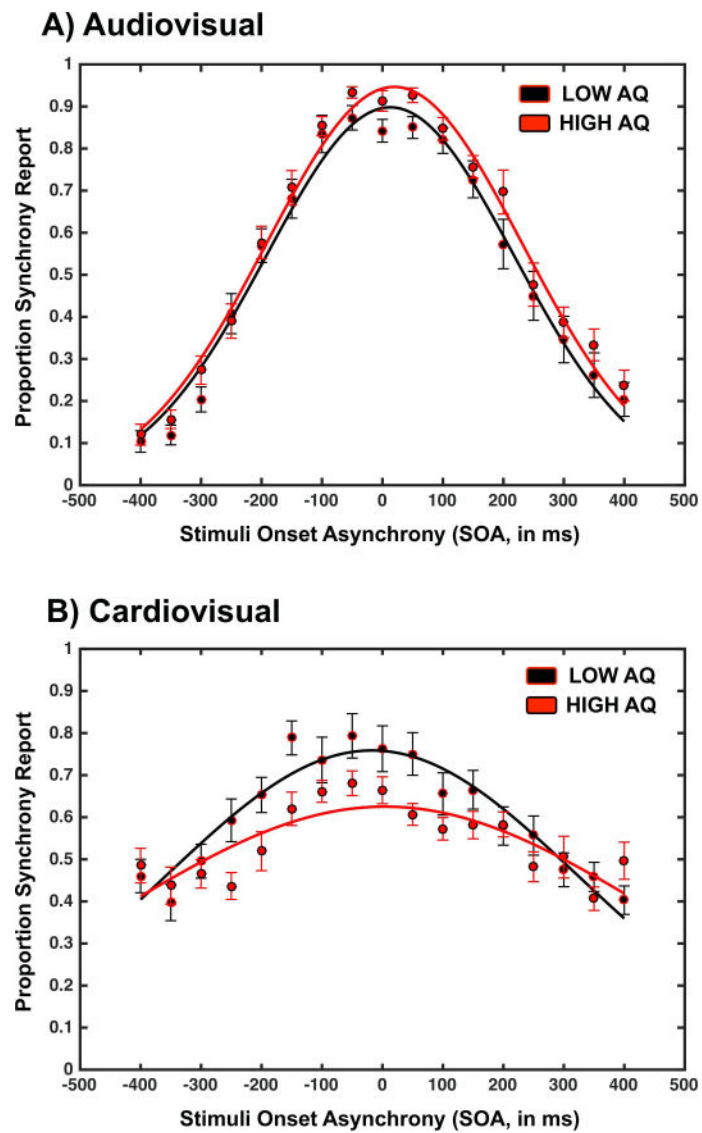 A) Audiovisual
1
0.9
0.8
0.7
0.6
0.5
0.4
0.3
0.2
0.1
0
Proportion Synchrony Report
LOW AQ
HIGH AQ
-500 -400 -300 -200 -100 0 100 200 300 400 500
Stimuli Onset Asynchrony (SOA, in ms)
B) Cardiovisual
1
0.9
0.8
0.7
0.6
0.5
0.4
0.3
0.2
0.1
0
Proportion Synchrony Report
LOW AQ
HIGH AQ
-500 -400 -300 -200 -100 0 100 200 300 400 500
Stimuli Onset Asynchrony (SOA, in ms)